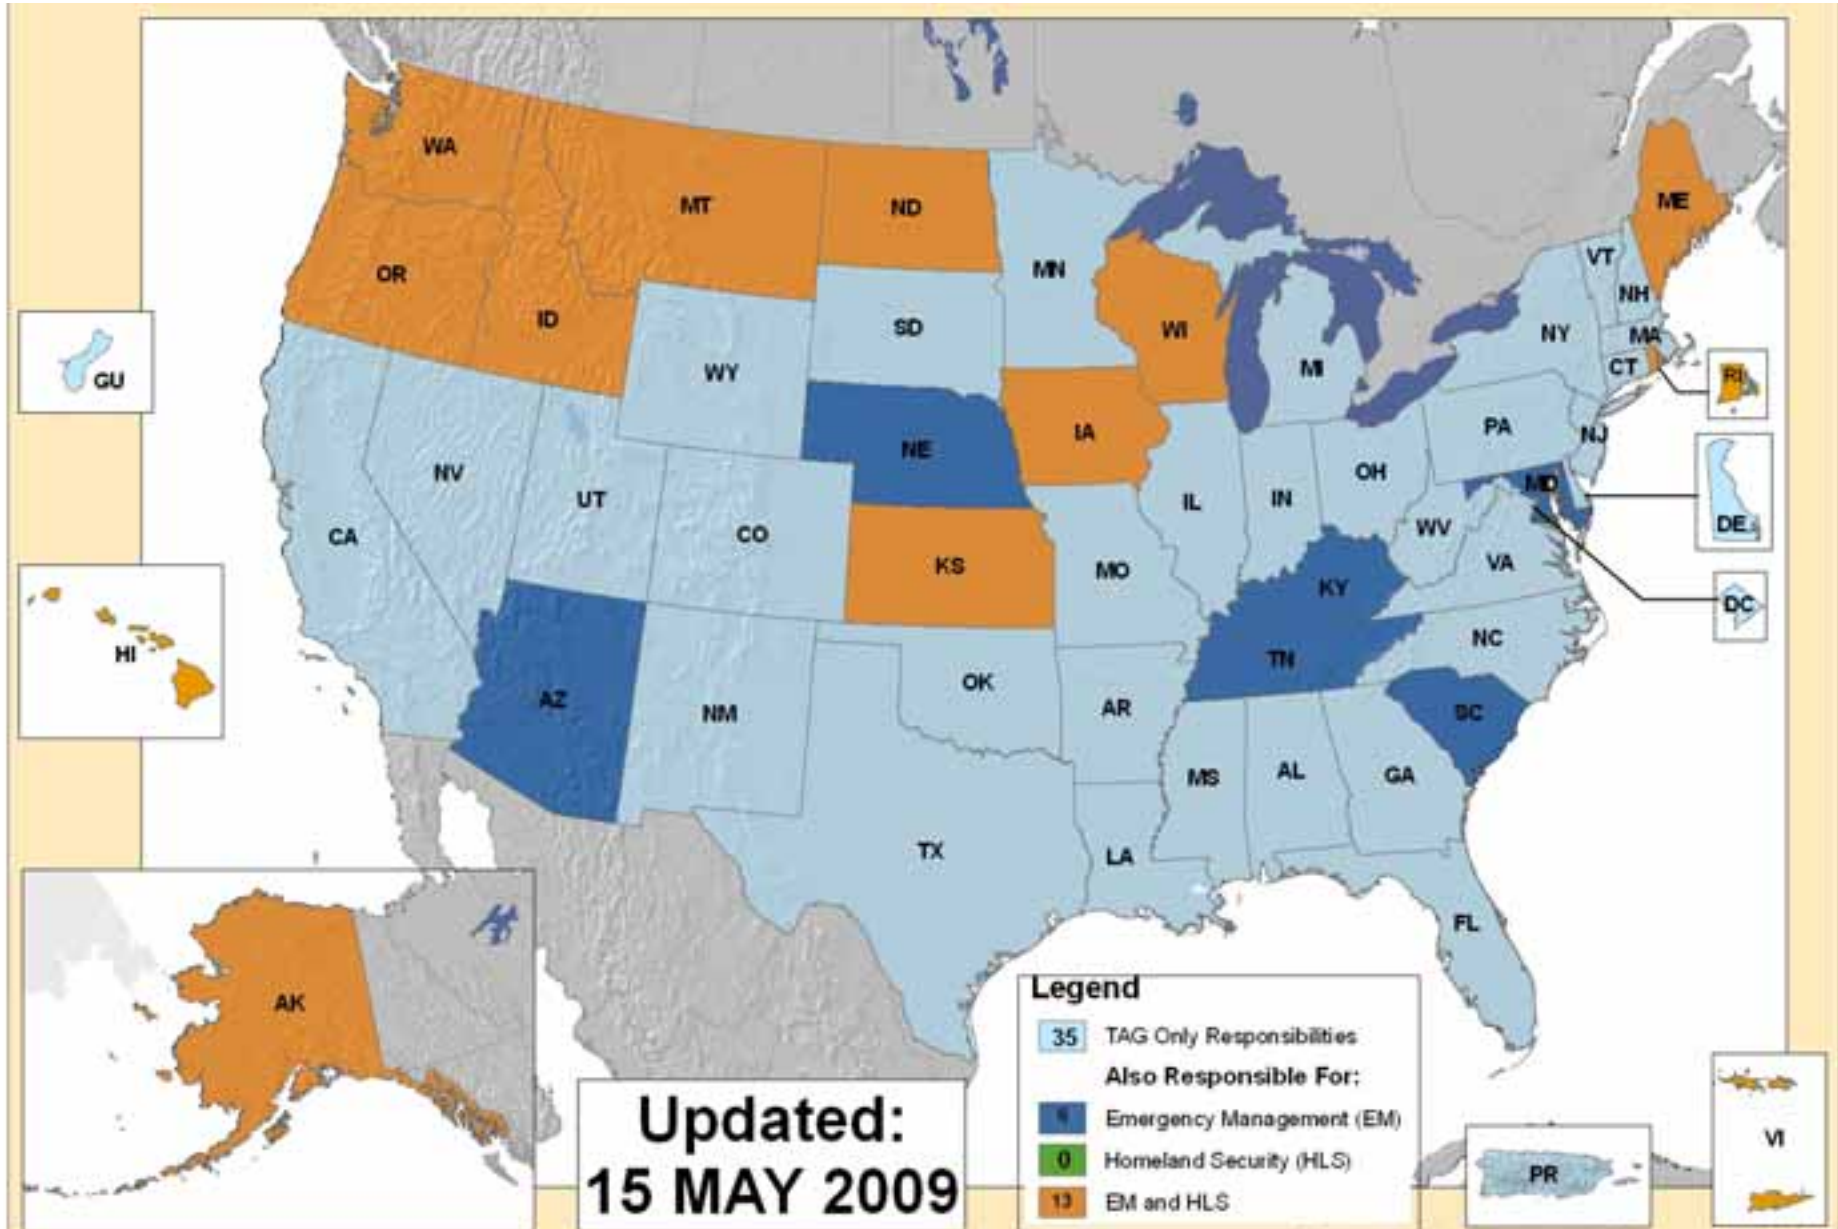 WA
MT
ND
ME
OR
ID
MN
VT
NH
SD
WI
NY
MA
WY
MI
CT
RI
GU
IA
PA
NJ
NE
NV
UT
IL
IN
OH
MD
CA
CO
WV
DE
KS
MO
VA
KY
DC
HI
TN
NC
AZ
NM
OK
AR
SC
MS
AL
GA
TX
LA
FL
AK
Legend
35 TAG Only Responsibilities
Also Responsible For:
6 Emergency Management (EM)
0 Homeland Security (HLS)
13 EM and HLS
Updated:
15 MAY 2009
PR
VI